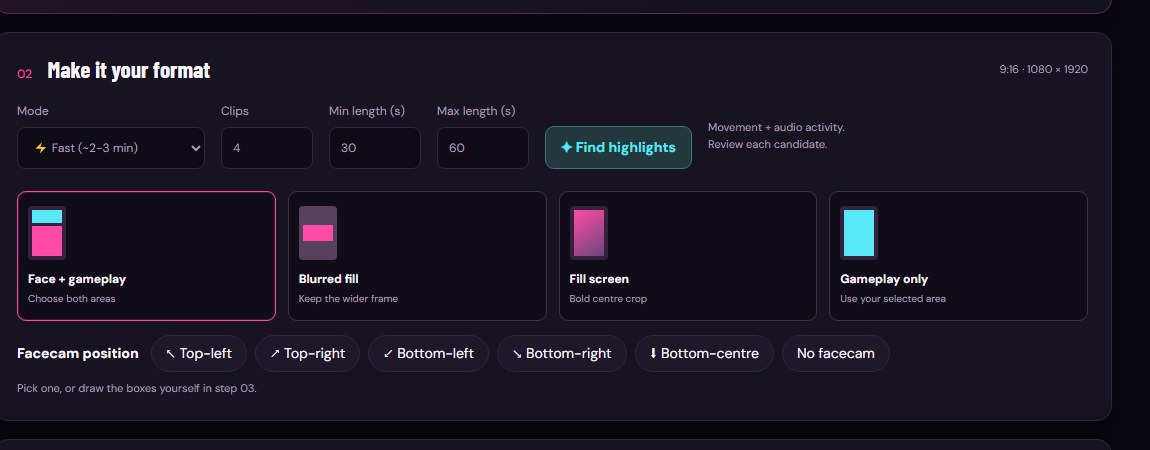 02 Make it your format
9:16 · 1080 × 1920
Mode
Clips
Min length (s)
Max length (s)
⚡ Fast (~2-3 min)
4
30
60
✦ Find highlights
Movement + audio activity.
Review each candidate.
Face + gameplay
Choose both areas
Blurred fill
Keep the wider frame
Fill screen
Bold centre crop
Gameplay only
Use your selected area
Facecam position
↖ Top-left
↗ Top-right
↙ Bottom-left
↘ Bottom-right
⬇ Bottom-centre
No facecam
Pick one, or draw the boxes yourself in step 03.